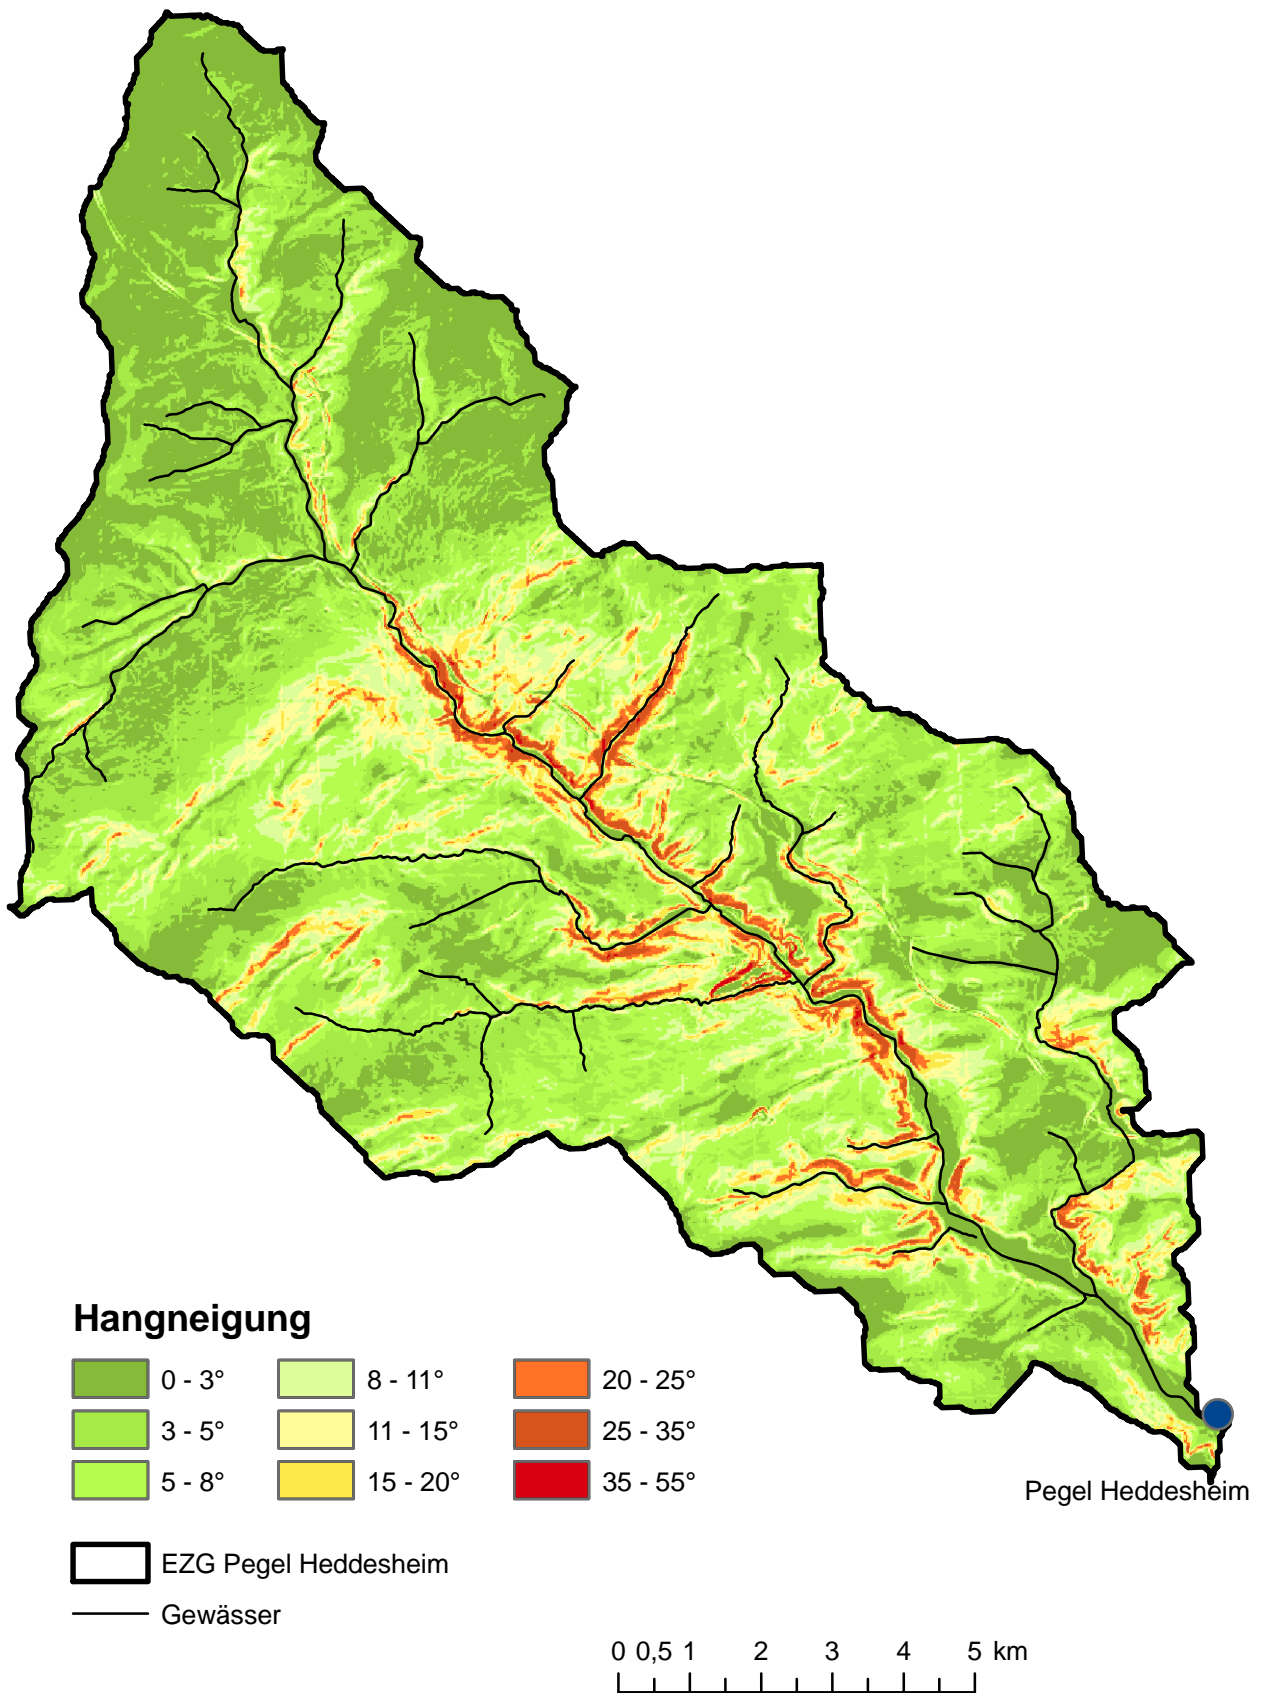 Pegel Heddesheim
Hangneigung
0 - 3°
3 - 5°
5 - 8°
8 - 11°
11 - 15°
15 - 20°
20 - 25°
25 - 35°
35 - 55°
EZG Pegel Heddesheim
Gewässer
0 0,5 1 2 3 4 5 km